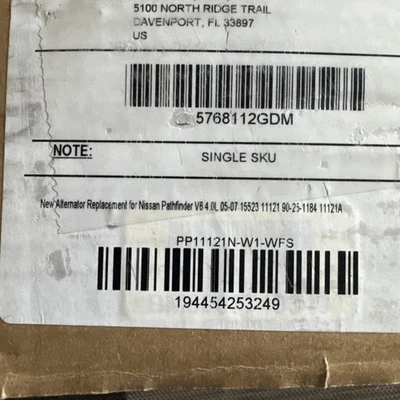 5100 NORTH RIDGE TRAIL
DAVENPORT, Fl. 33897
US
5768112GDM
NOTE: SINGLE SKU
New Alternator Replacement for Nissan Pathfinder V6 4.0L 05-07 15523 11121 90-25-1184 11121A
PP11121N-W1-WFS
194454253249